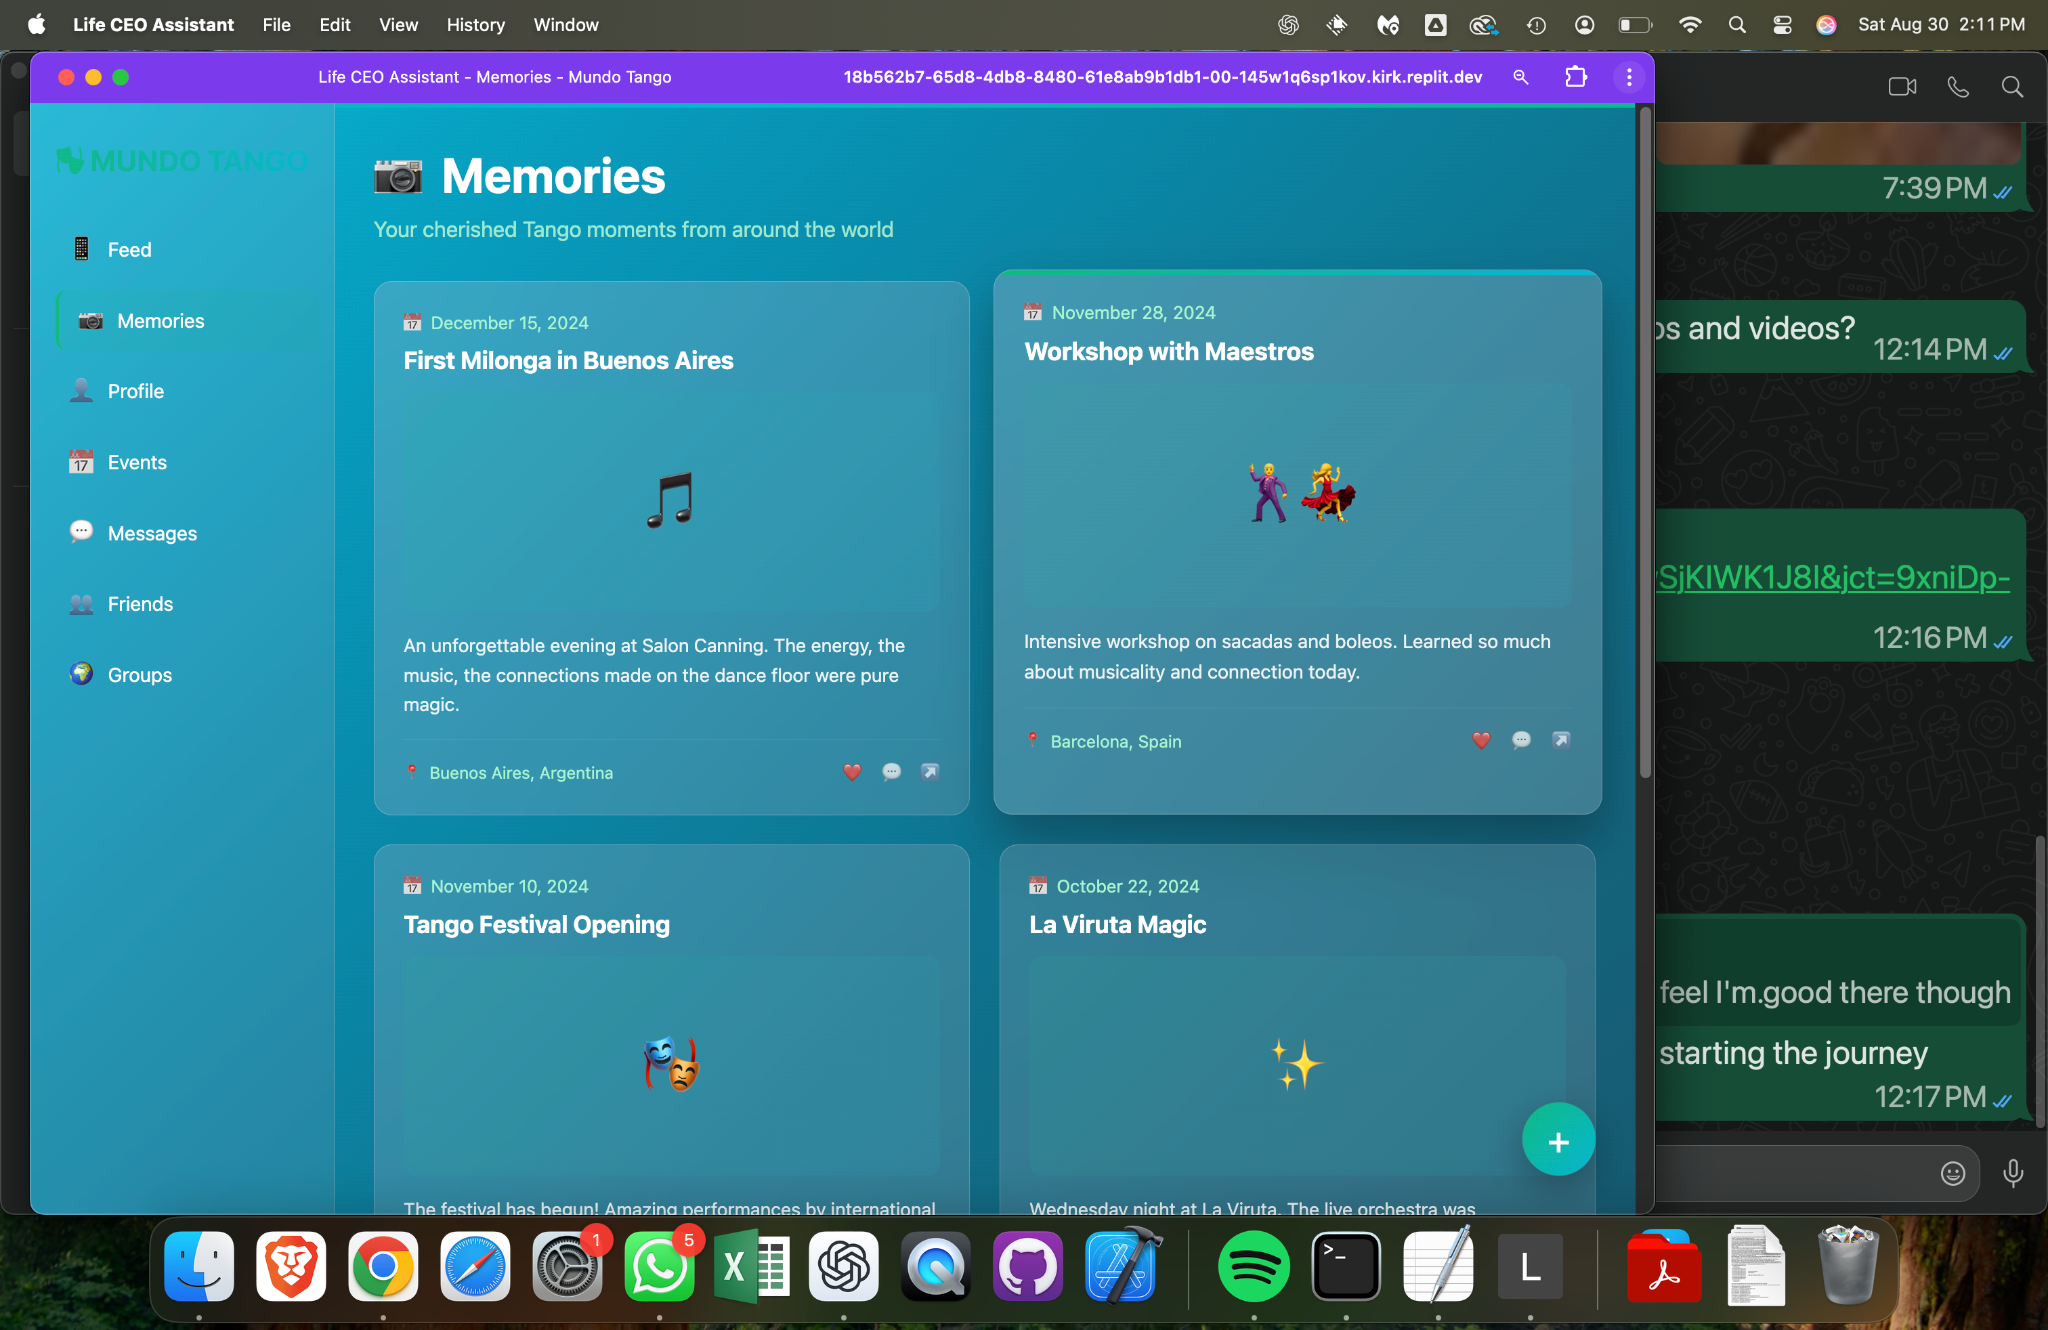 Life CEO Assistant File Edit View History Window Sat Aug 30 2:11 PM
Life CEO Assistant - Memories - Mundo Tango 18b562b7-65d8-4db8-8480-61e8ab9b1db1-00-145w1q6sp1kov.kirk.replit.dev
MUNDO TANGO
Feed
Memories
Profile
Events
Messages
Friends
Groups
Memories
Your cherished Tango moments from around the world
17 December 15, 2024
First Milonga in Buenos Aires
An unforgettable evening at Salon Canning. The energy, the
music, the connections made on the dance floor were pure
magic.
Buenos Aires, Argentina
17 November 28, 2024
Workshop with Maestros
Intensive workshop on sacadas and boleos. Learned so much
about musicality and connection today.
Barcelona, Spain
17 November 10, 2024
Tango Festival Opening
The festival has begun! Amazing performances by international
17 October 22, 2024
La Viruta Magic
Wednesday night at La Viruta. The live orchestra was
+
7:39 PM
os and videos?
12:14 PM
SjKIWK1J8I&jct=9xniDp-
12:16 PM
feel I'm.good there though
starting the journey
12:17 PM
1
5
X
>_
L